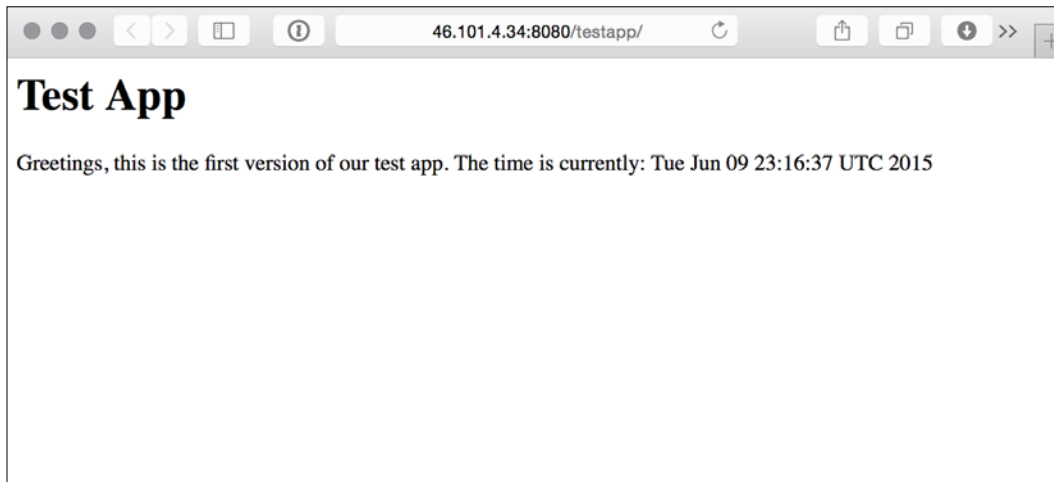 46.101.4.34:8080/testapp/
Test App
Greetings, this is the first version of our test app. The time is currently: Tue Jun 09 23:16:37 UTC 2015